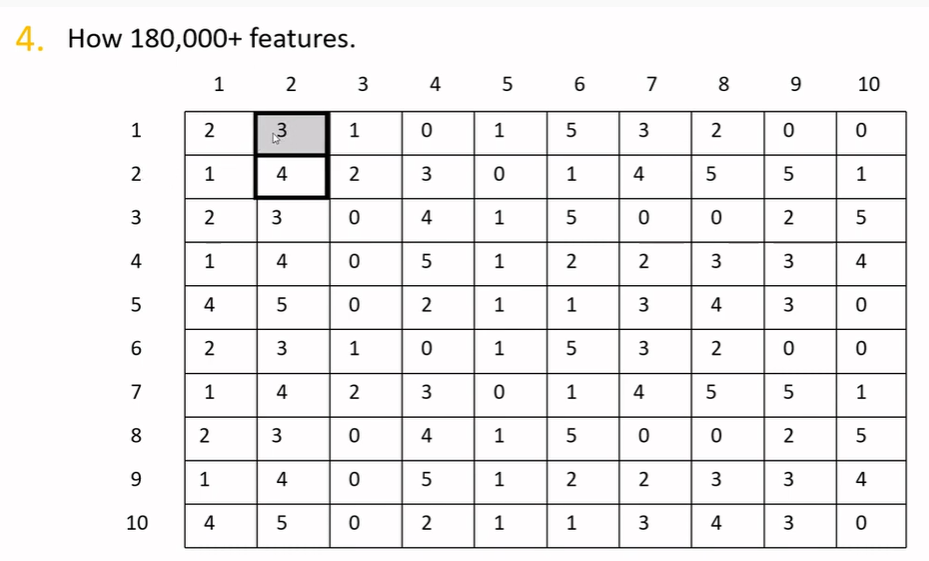 4. How 180,000+ features.
1 2 3 4 5 6 7 8 9 10
1 2 3 1 0 1 5 3 2 0 0
2 1 4 2 3 0 1 4 5 5 1
3 2 3 0 4 1 5 0 0 2 5
4 1 4 0 5 1 2 2 3 3 4
5 4 5 0 2 1 1 3 4 3 0
6 2 3 1 0 1 5 3 2 0 0
7 1 4 2 3 0 1 4 5 5 1
8 2 3 0 4 1 5 0 0 2 5
9 1 4 0 5 1 2 2 3 3 4
10 4 5 0 2 1 1 3 4 3 0